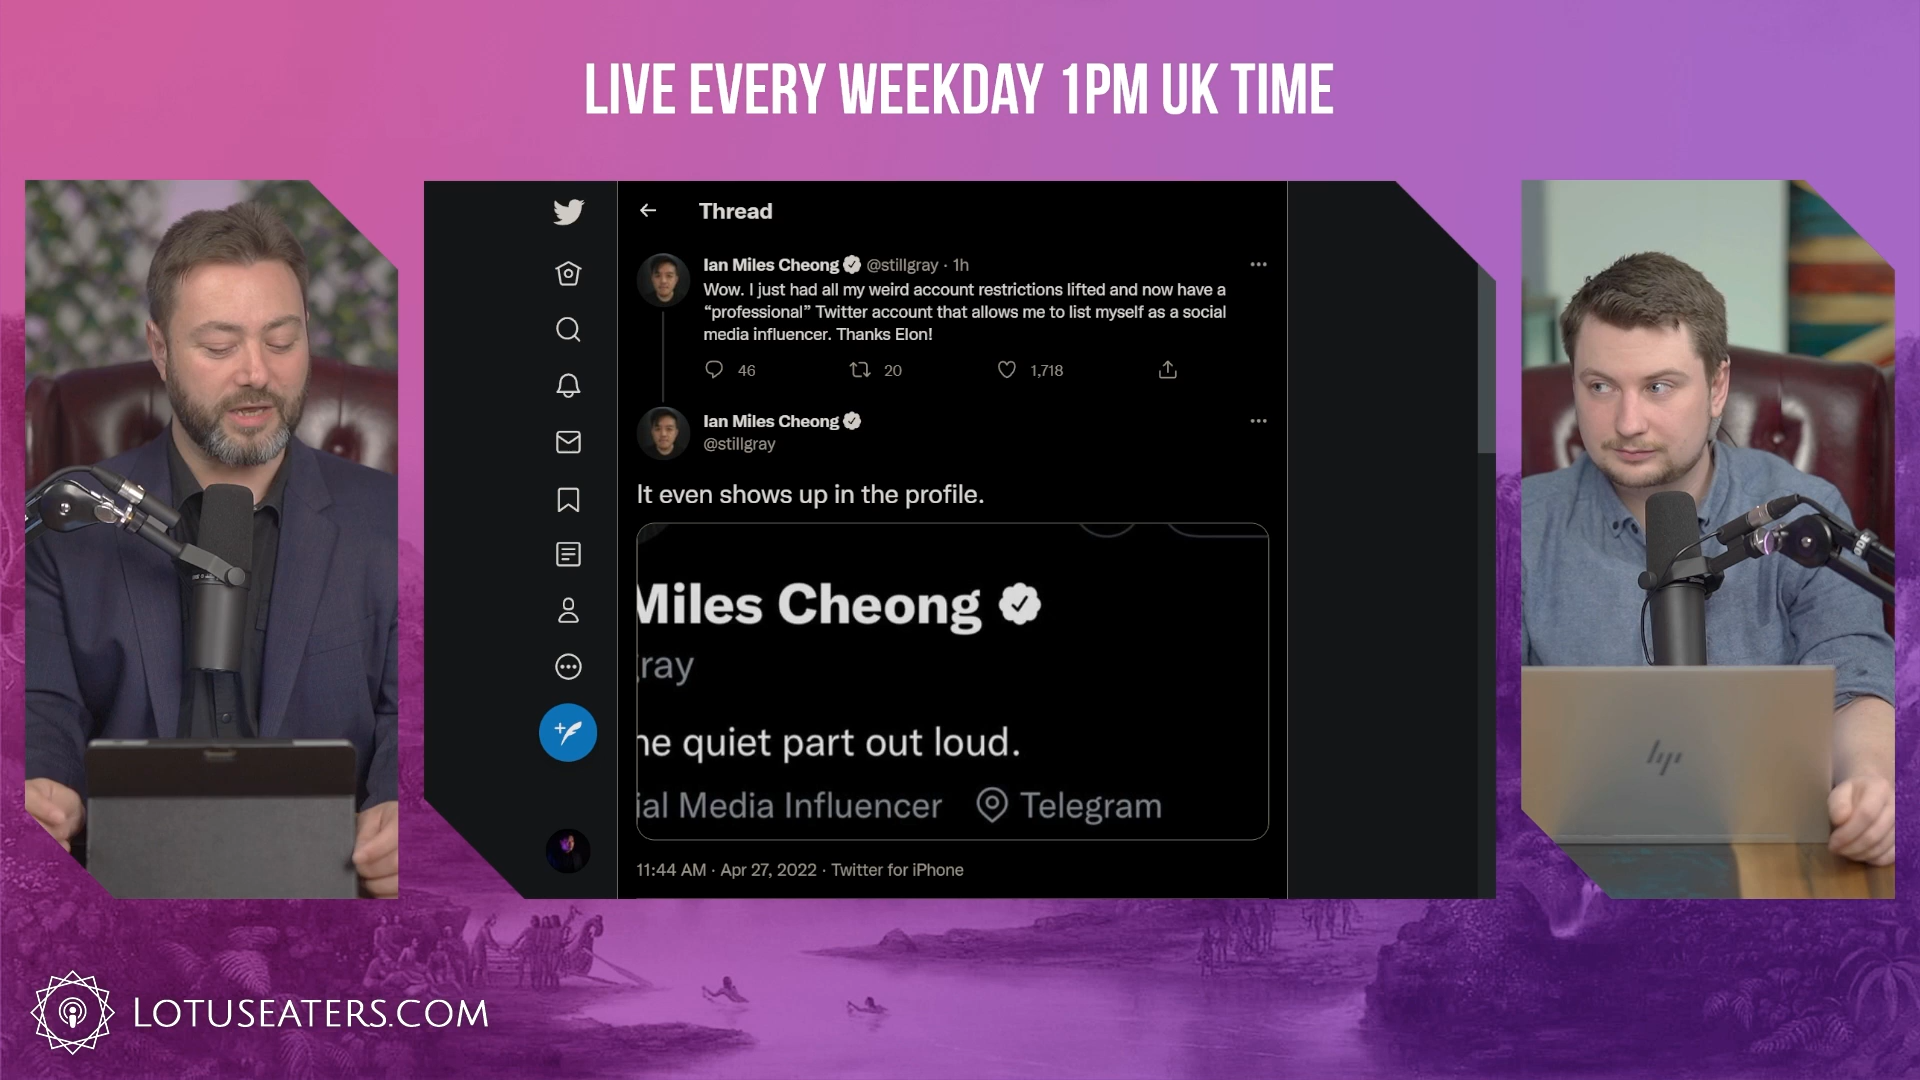 LIVE EVERY WEEKDAY 1PM UK TIME
Thread
Ian Miles Cheong @stillgray · 1h
Wow. I just had all my weird account restrictions lifted and now have a
“professional” Twitter account that allows me to list myself as a social
media influencer. Thanks Elon!
46 20 1,718
Ian Miles Cheong
@stillgray
It even shows up in the profile.
Miles Cheong
ray
he quiet part out loud.
ial Media Influencer Telegram
11:44 AM · Apr 27, 2022 · Twitter for iPhone
hp
LOTUSEATERS.COM